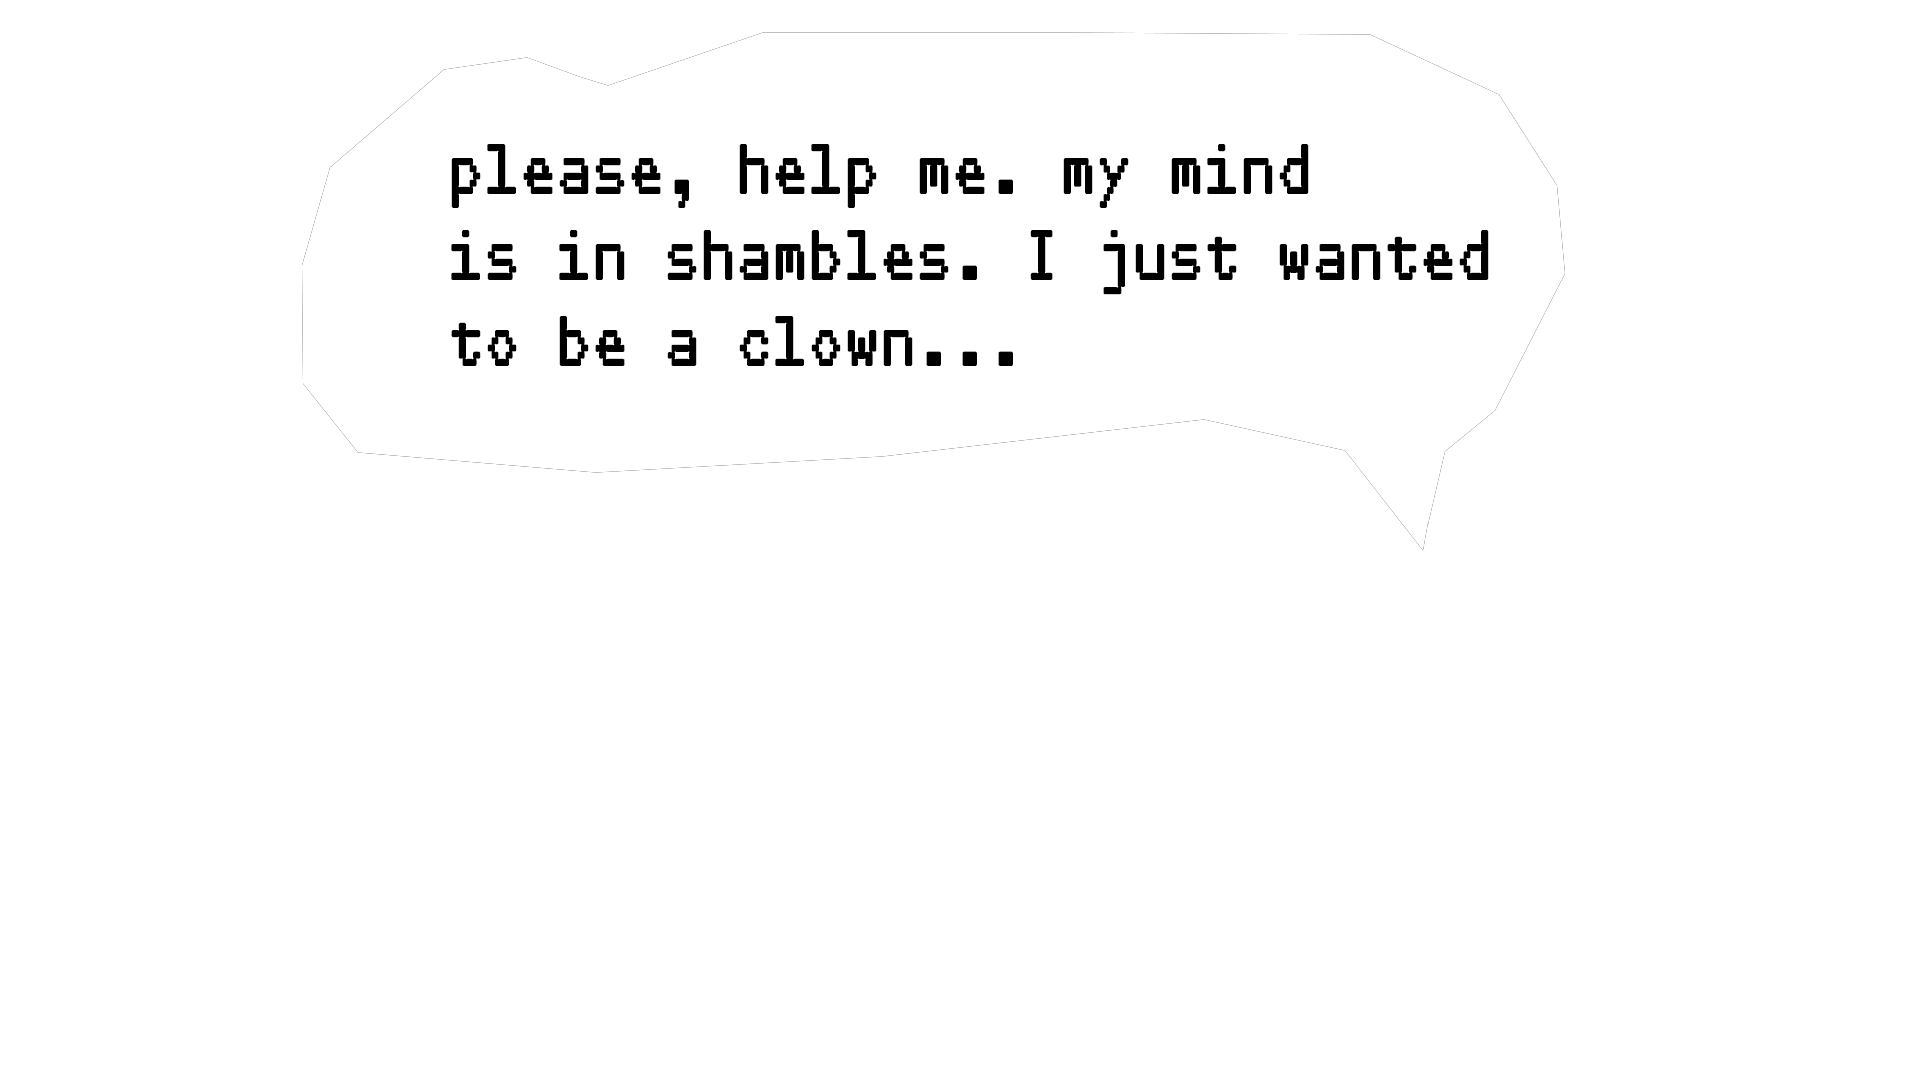 please, help me. my mind
is in shambles. I just wanted
to be a clown...